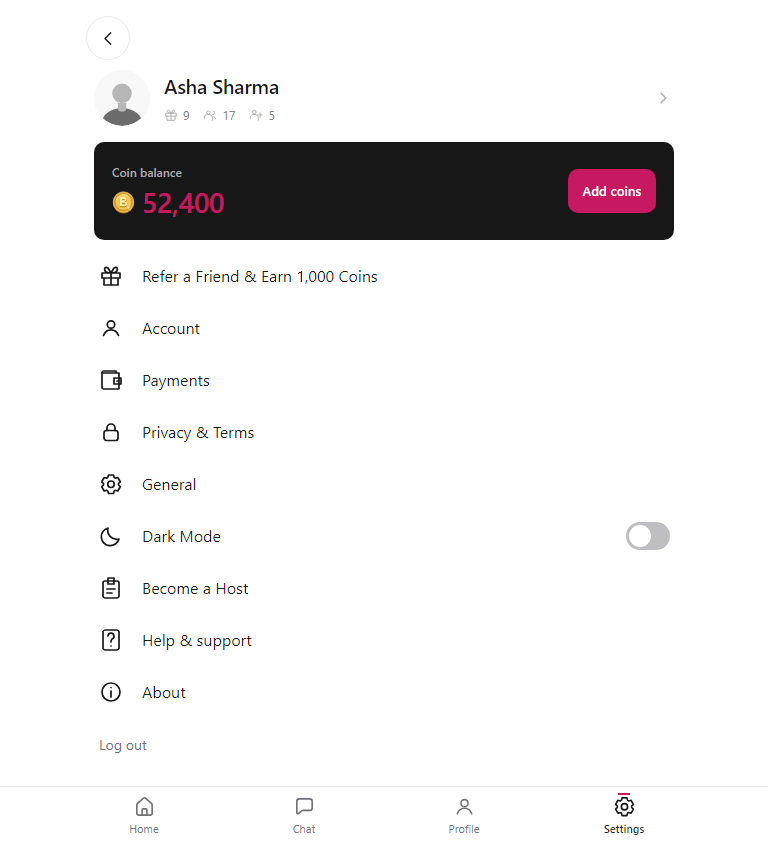 Asha Sharma
9 17 5
Coin balance
52,400
Add coins
Refer a Friend & Earn 1,000 Coins
Account
Payments
Privacy & Terms
General
Dark Mode
Become a Host
Help & support
About
Log out
Home Chat Profile Settings